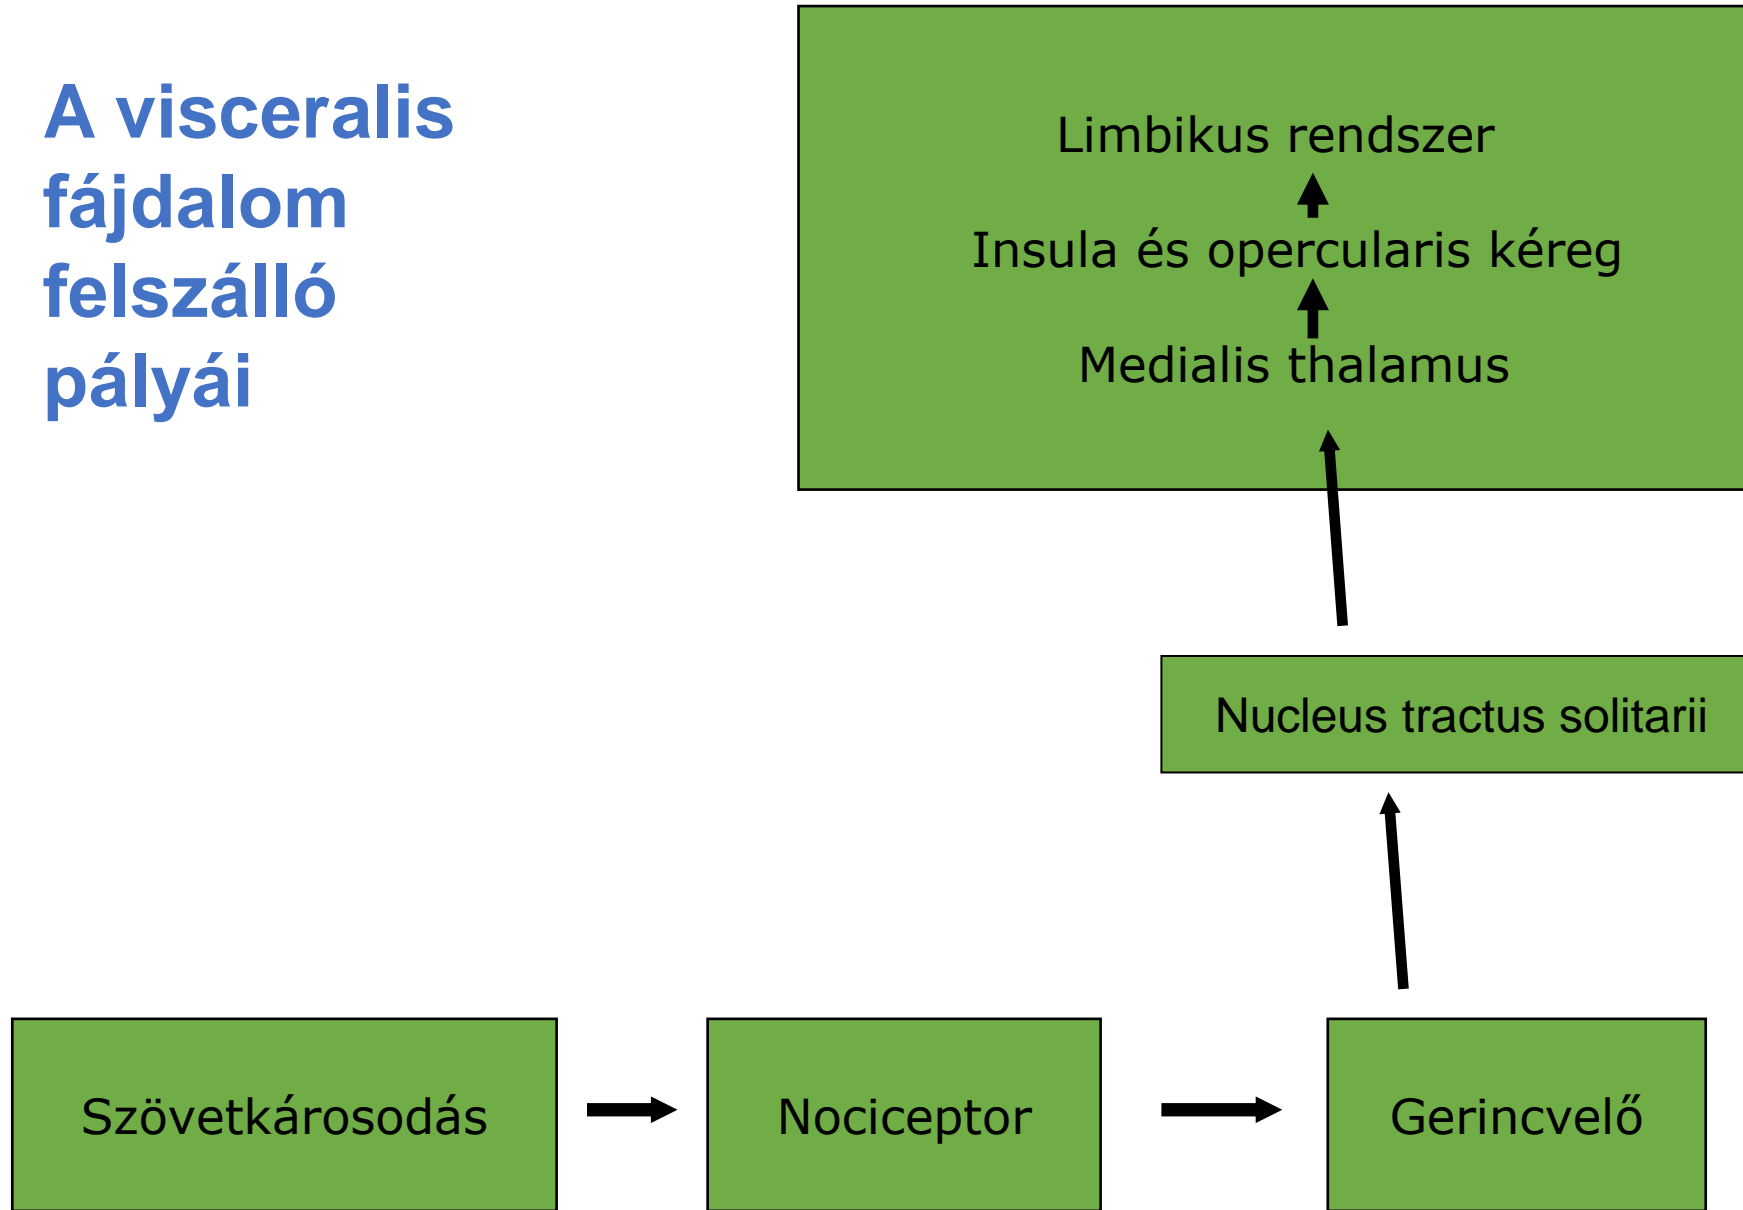 A visceralis
fájdalom
felszálló
pályái
Limbikus rendszer
Insula és opercularis kéreg
Medialis thalamus
Nucleus tractus solitarii
Szövetkárosodás
Nociceptor
Gerincvelő